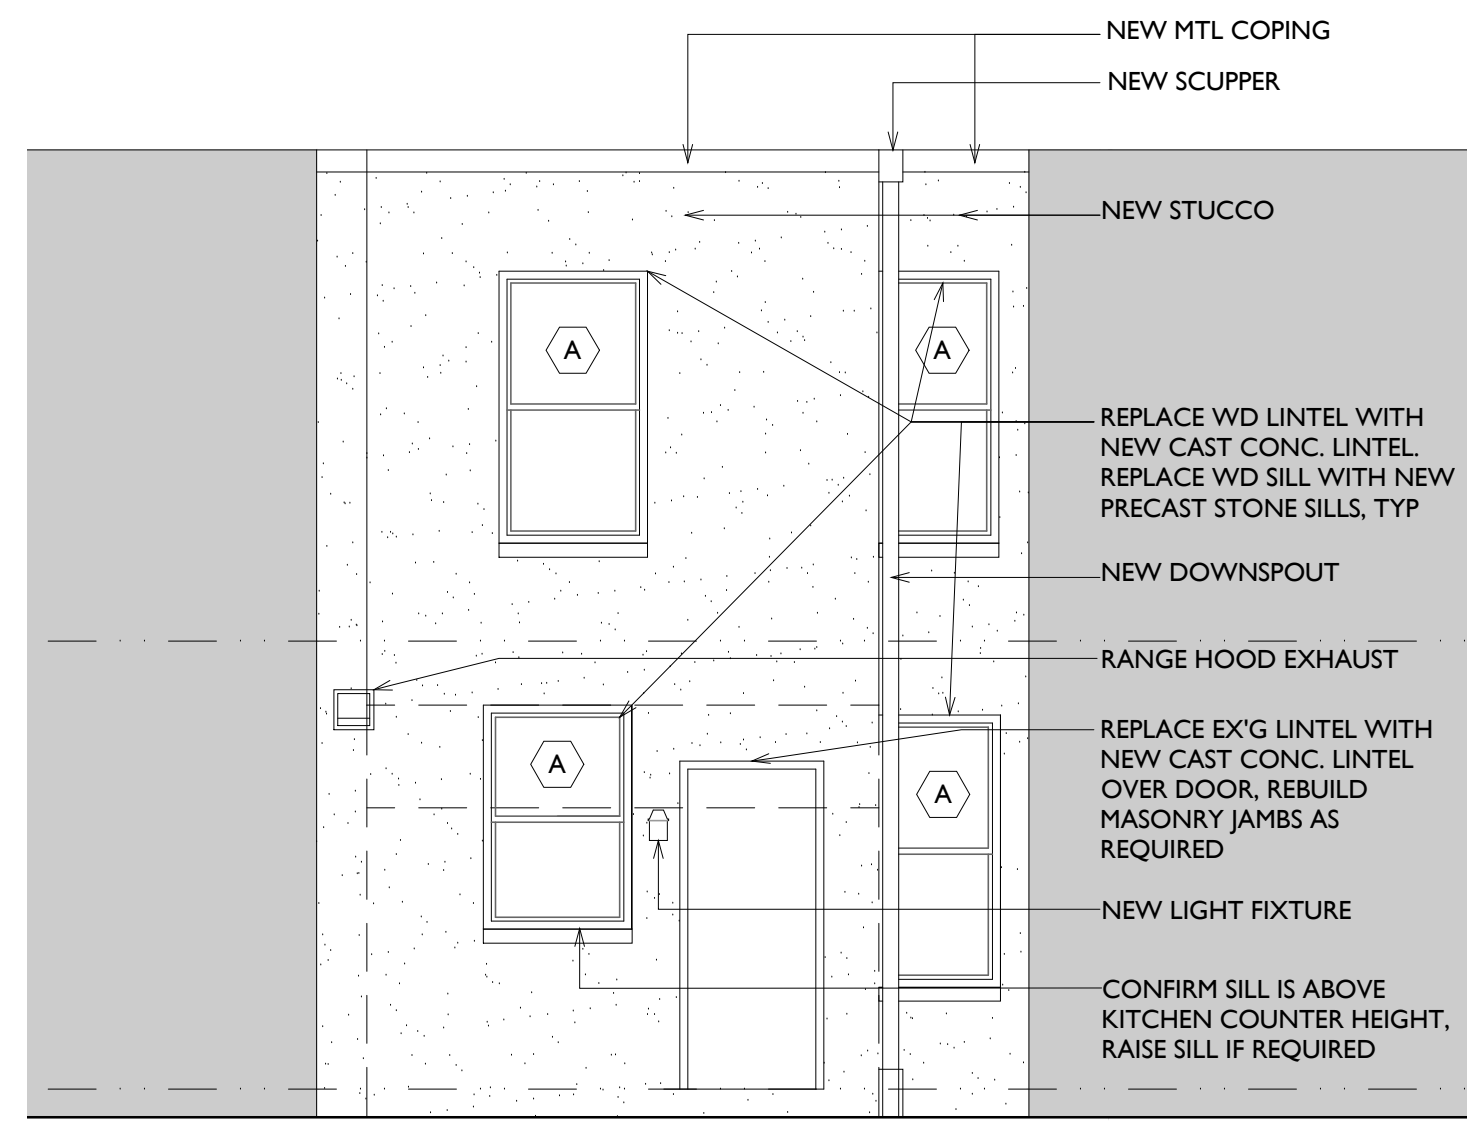 NEW MTL COPING
NEW SCUPPER
NEW STUCCO
A
A
REPLACE WD LINTEL WITH
NEW CAST CONC. LINTEL.
REPLACE WD SILL WITH NEW
PRECAST STONE SILLS, TYP
NEW DOWNSPOUT
RANGE HOOD EXHAUST
REPLACE EX'G LINTEL WITH
NEW CAST CONC. LINTEL
OVER DOOR, REBUILD
MASONRY JAMBS AS
REQUIRED
A
A
NEW LIGHT FIXTURE
CONFIRM SILL IS ABOVE
KITCHEN COUNTER HEIGHT,
RAISE SILL IF REQUIRED